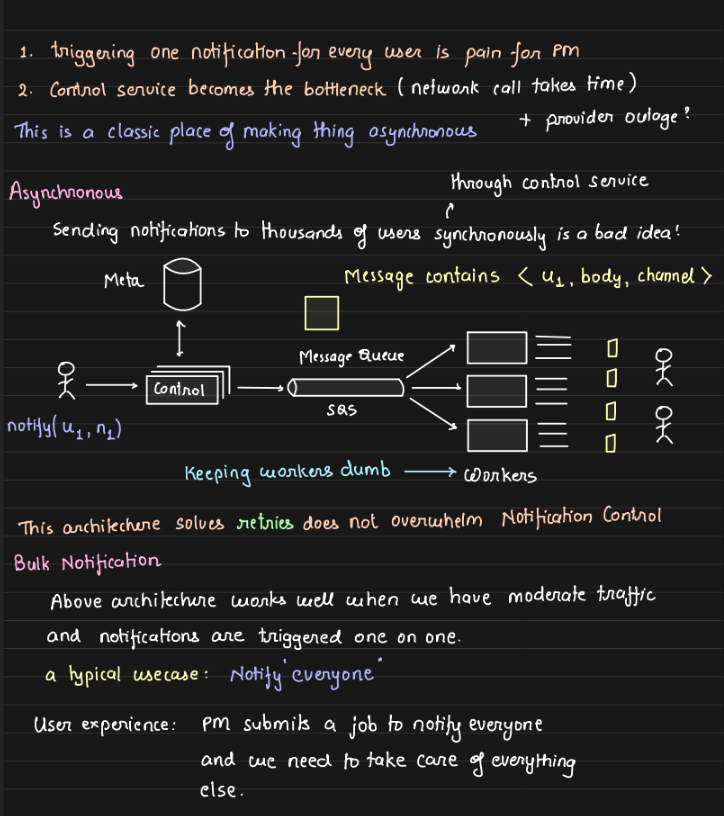 1. triggering one notification for every user is pain for PM
2. Control service becomes the bottleneck ( network call takes time )
+ provider outage?
This is a classic place of making thing asynchronous
Asynchronous
through control service
Sending notifications to thousands of users synchronously is a bad idea!
Meta
Message contains < u1, body, channel >
Message Queue
Control
SQS
notify( u1, n1 )
Keeping workers dumb → workers
This architecture solves retries does not overwhelm Notification Control
Bulk Notification
Above architecture works well when we have moderate traffic
and notifications are triggered one on one.
a typical usecase: Notify "everyone"
User experience: PM submits a job to notify everyone
and we need to take care of everything
else.